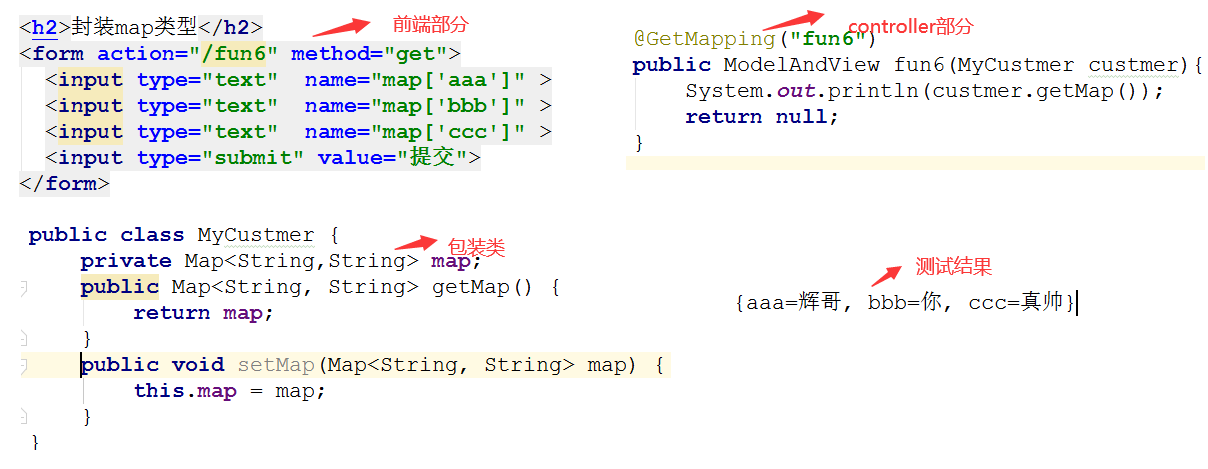 <h2>封装map类型</h2>
前端部分
<form action="/fun6" method="get">
<input type="text"  name="map['aaa']" >
<input type="text"  name="map['bbb']" >
<input type="text"  name="map['ccc']" >
<input type="submit" value="提交">
</form>
controller部分
@GetMapping("fun6")
public ModelAndView fun6(MyCustmer custmer){
System.out.println(custmer.getMap());
return null;
}
public class MyCustmer {
包装类
private Map<String,String> map;
public Map<String, String> getMap() {
return map;
}
public void setMap(Map<String, String> map) {
this.map = map;
}
}
测试结果
{aaa=辉哥, bbb=你, ccc=真帅}